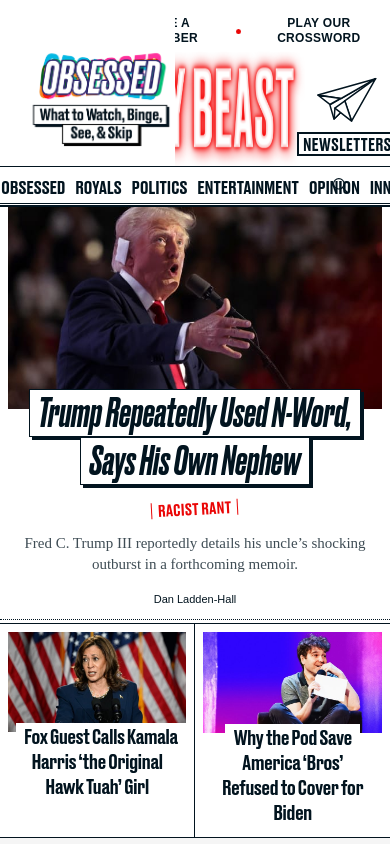 PLAY OUR
CROSSWORD
OBSESSED
What to Watch, Binge,
See, & Skip
BEAST
NEWSLETTERS
OBSESSED ROYALS POLITICS ENTERTAINMENT OPINION INN
Trump Repeatedly Used N-Word,
Says His Own Nephew
RACIST RANT
Fred C. Trump III reportedly details his uncle’s shocking
outburst in a forthcoming memoir.
Dan Ladden-Hall
Fox Guest Calls Kamala
Harris ‘the Original
Hawk Tuah’ Girl
Why the Pod Save
America ‘Bros’
Refused to Cover for
Biden